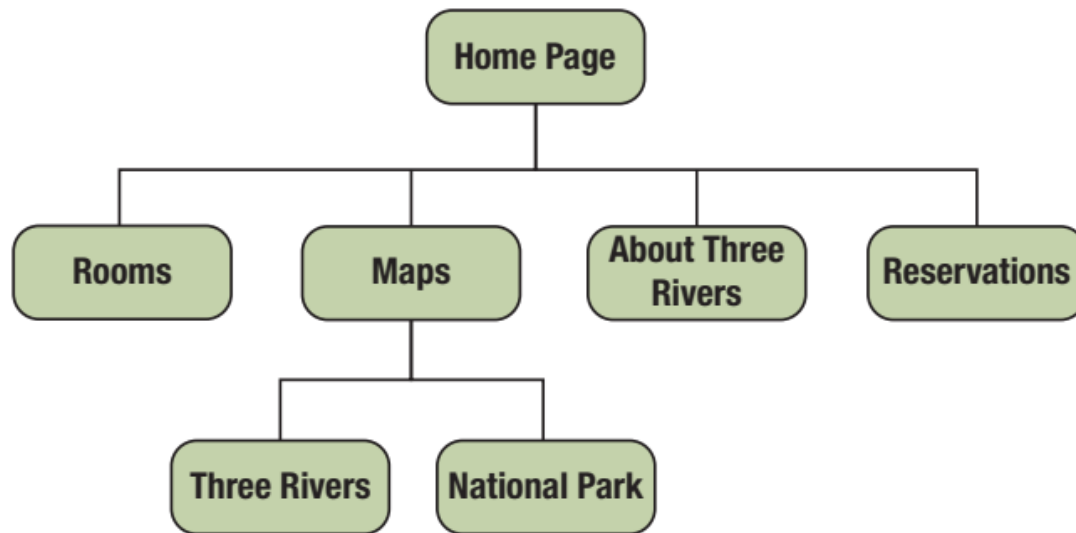 Home Page
Rooms
Maps
About Three
Rivers
Reservations
Three Rivers
National Park